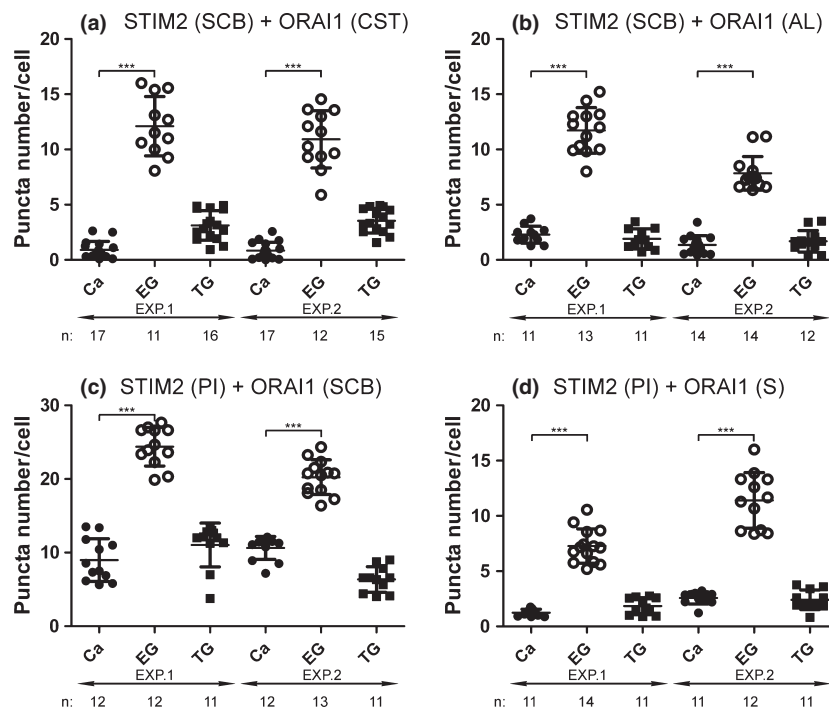 (a) STIM2 (SCB) + ORAI1 (CST)
Puncta number/cell
20
15
10
5
0
*** ***
Ca EG TG Ca EG TG
EXP.1 EXP.2
n: 17 11 16 17 12 15
(b) STIM2 (SCB) + ORAI1 (AL)
Puncta number/cell
20
15
10
5
0
*** ***
Ca EG TG Ca EG TG
EXP.1 EXP.2
n: 11 13 11 14 14 12
(c) STIM2 (PI) + ORAI1 (SCB)
Puncta number/cell
30
20
10
0
*** ***
Ca EG TG Ca EG TG
EXP.1 EXP.2
n: 12 12 11 12 13 11
(d) STIM2 (PI) + ORAI1 (S)
Puncta number/cell
20
15
10
5
0
*** ***
Ca EG TG Ca EG TG
EXP.1 EXP.2
n: 11 14 11 11 12 11